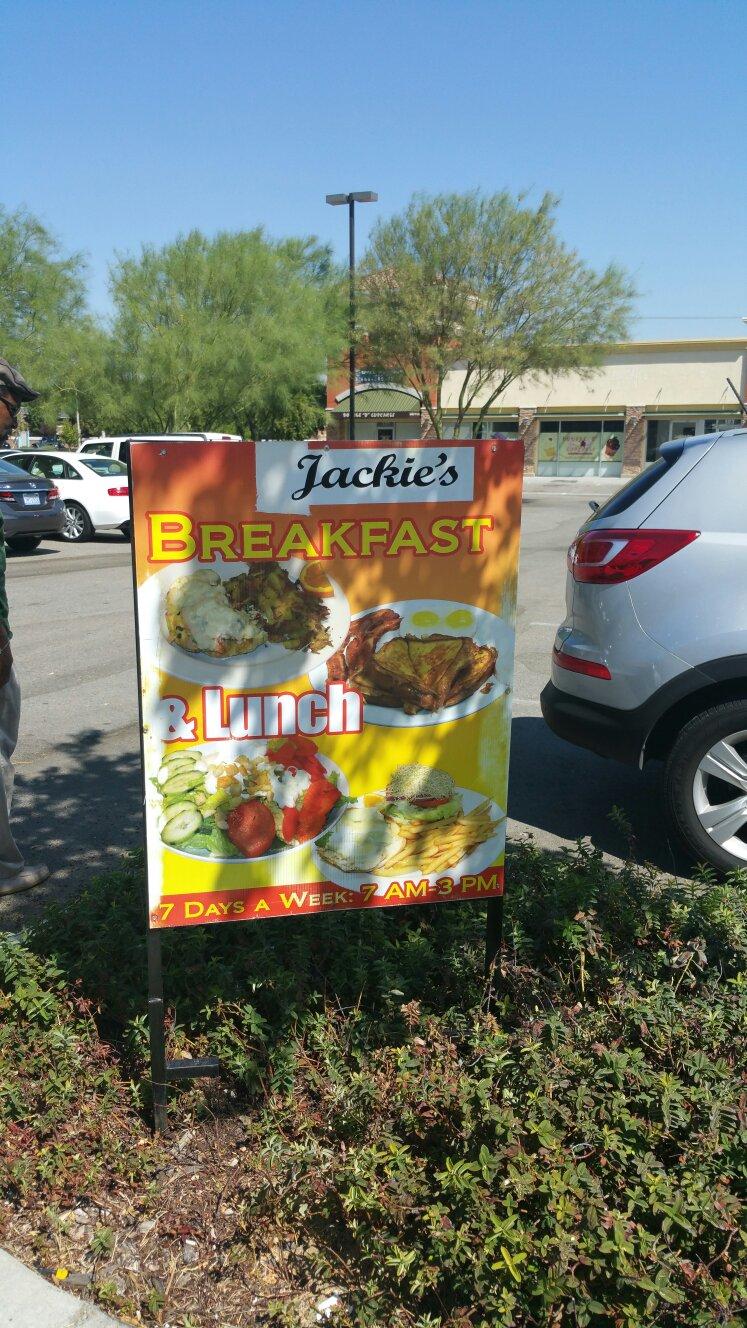 Jackie's
BREAKFAST
& Lunch
7 DAYS A WEEK: 7 AM-3 PM